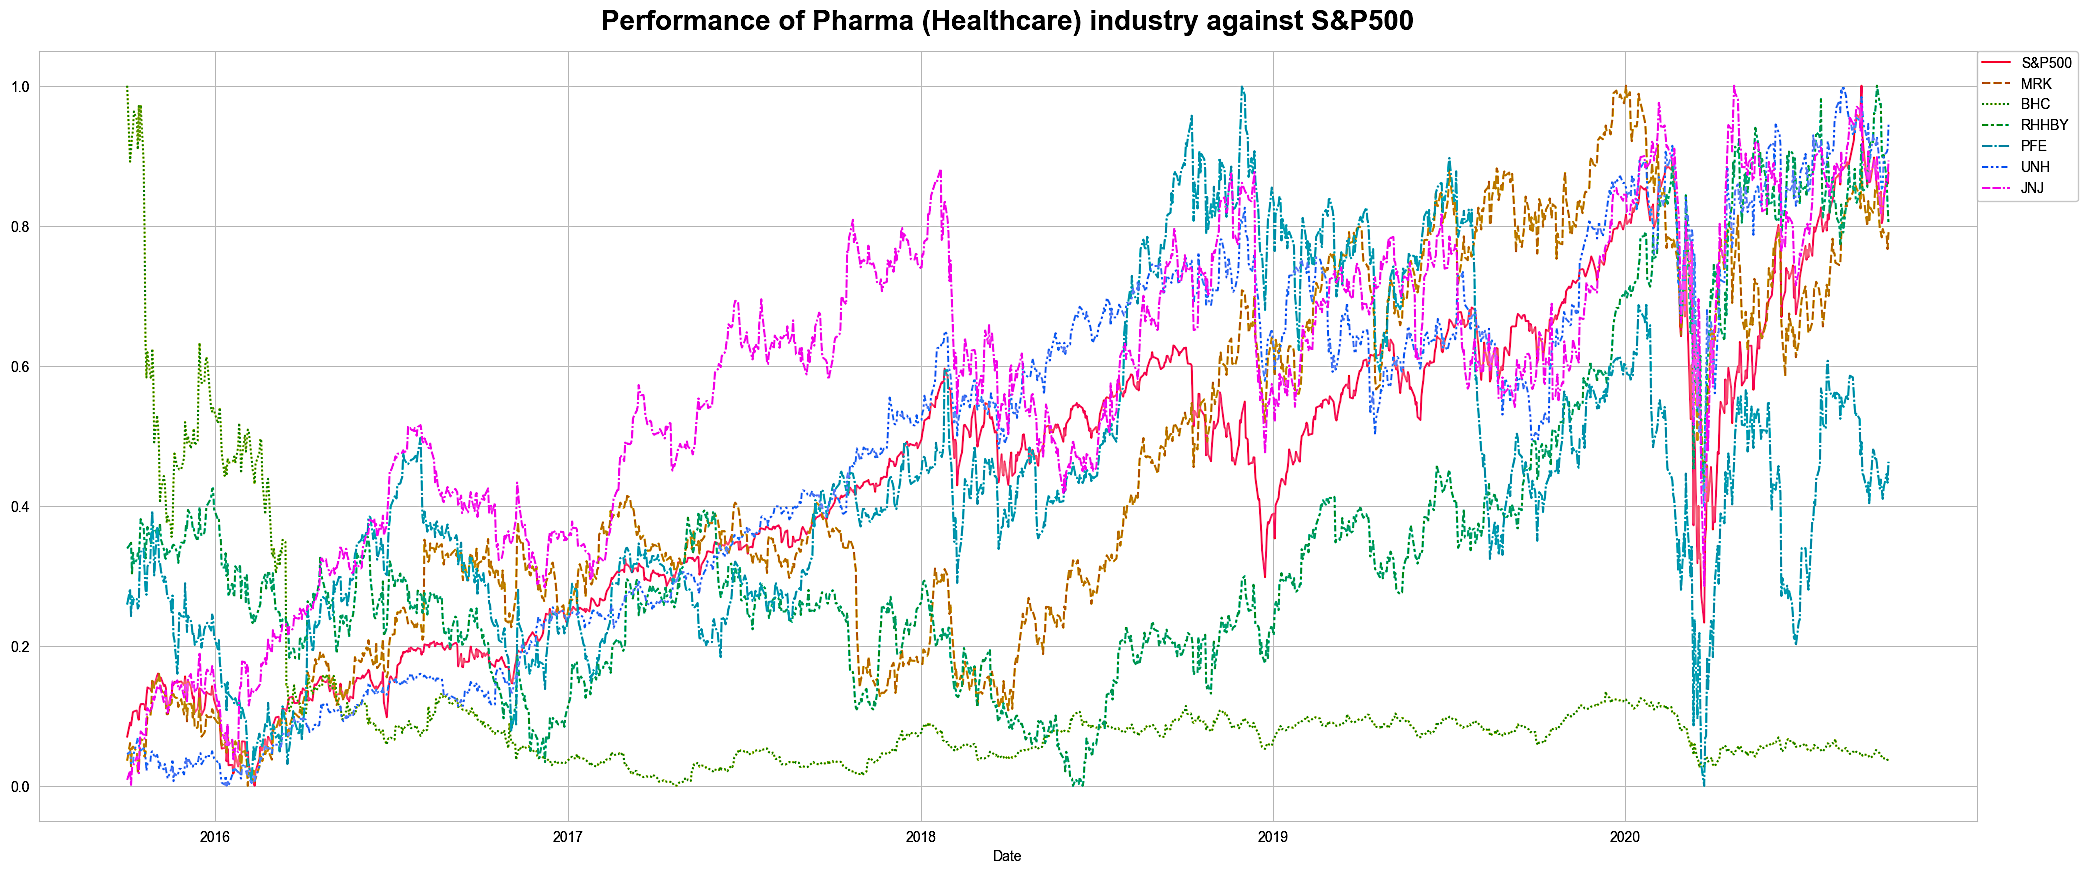 Performance of Pharma (Healthcare) industry against S&P500
S&P500
MRK
BHC
RHHBY
PFE
UNH
JNJ
1.0
0.8
0.6
0.4
0.2
0.0
2016 2017 2018 2019 2020
Date